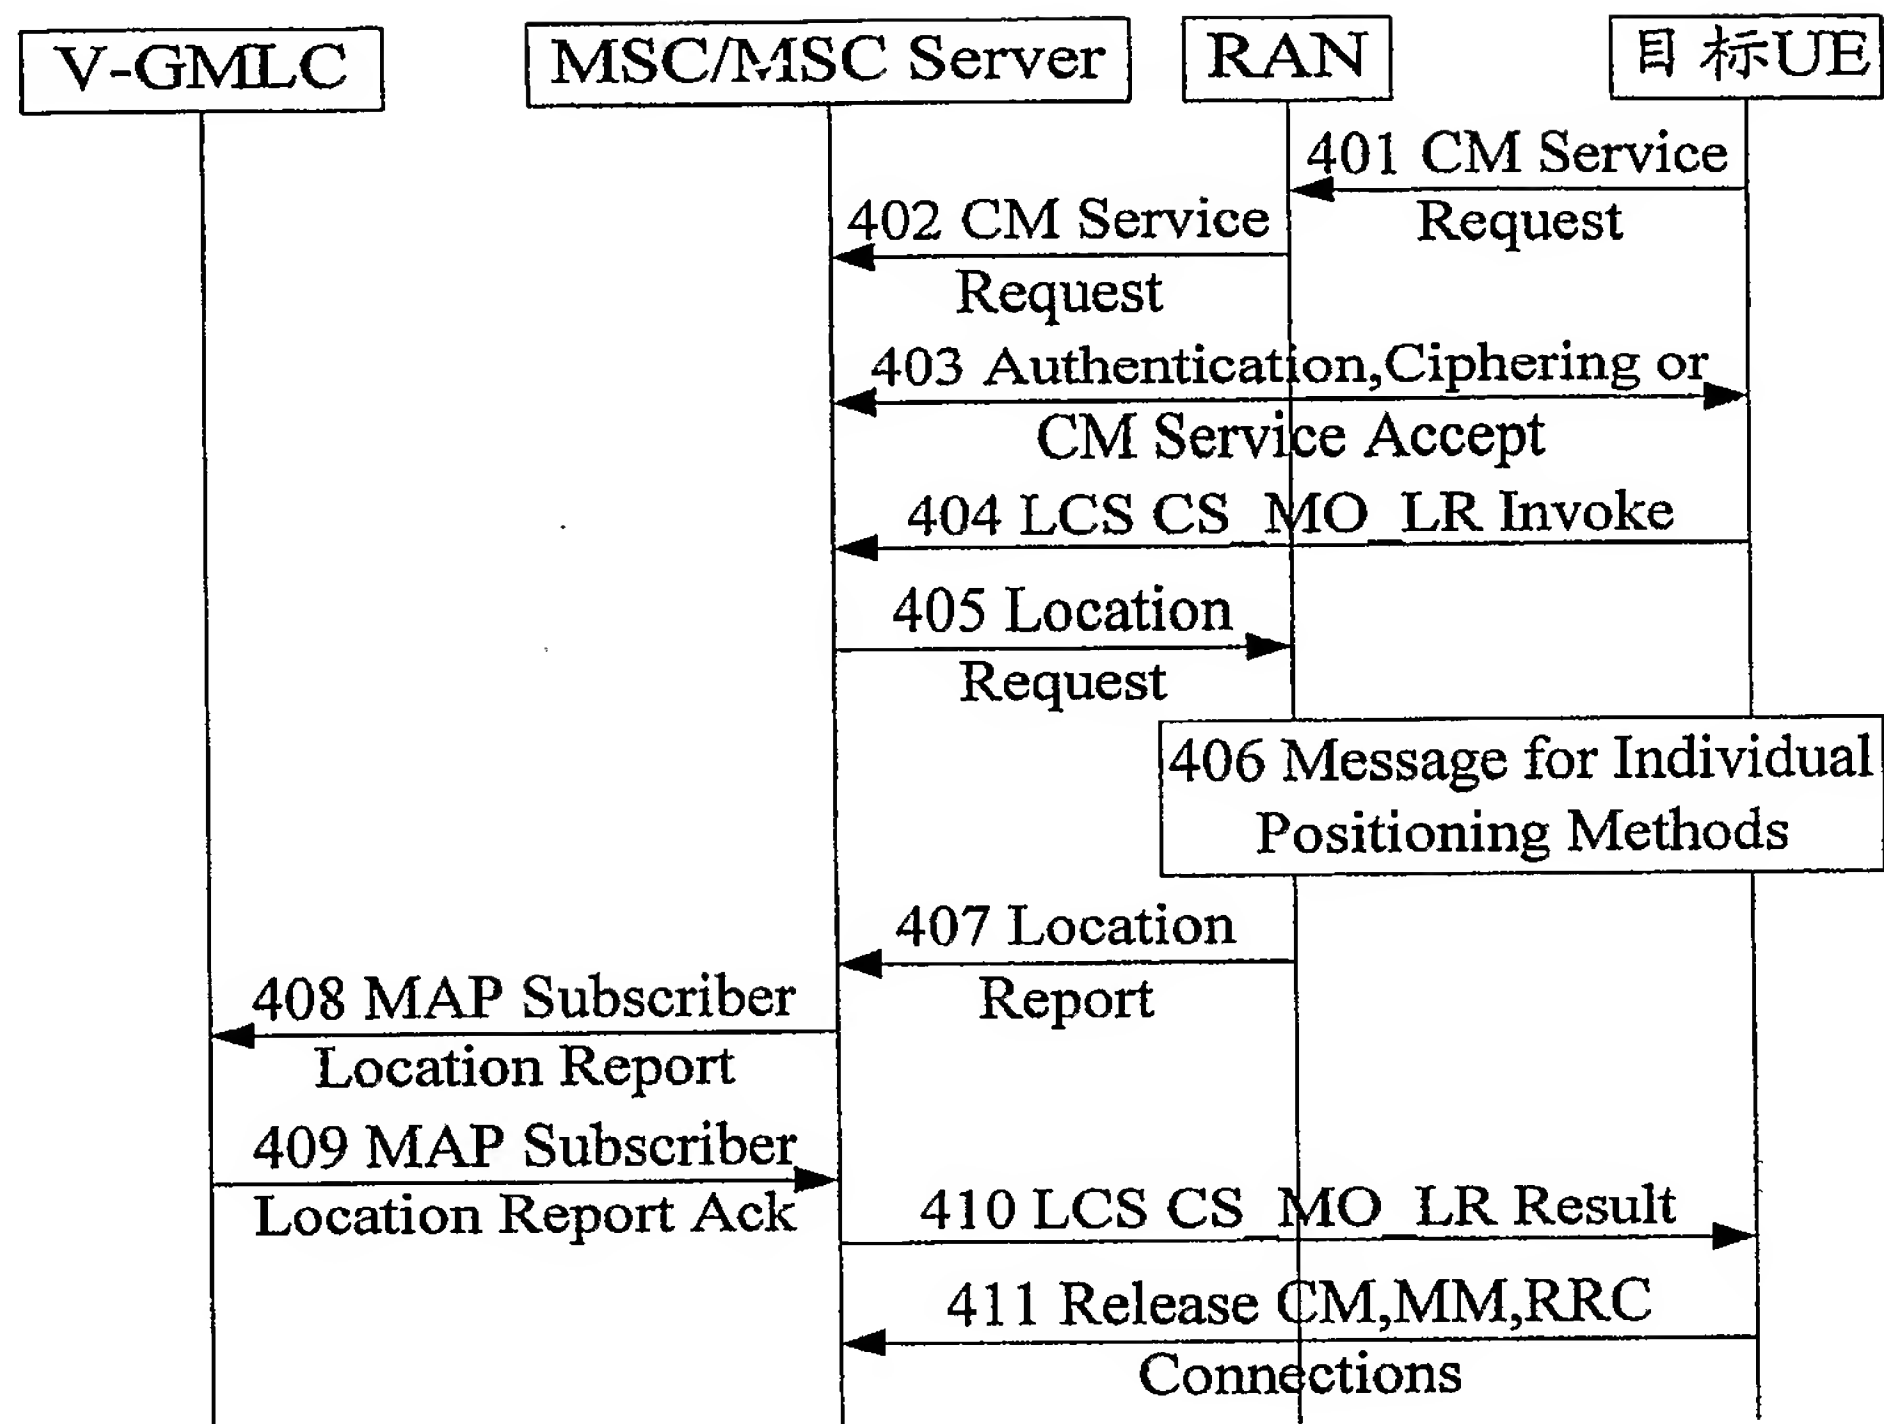 V-GMLC
MSC/MSC Server
RAN
目标UE
401 CM Service
Request
402 CM Service
Request
403 Authentication,Ciphering or
CM Service Accept
404 LCS CS_MO_LR Invoke
405 Location
Request
406 Message for Individual
Positioning Methods
407 Location
Report
408 MAP Subscriber
Location Report
409 MAP Subscriber
Location Report Ack
410 LCS CS_MO_LR Result
411 Release CM,MM,RRC
Connections